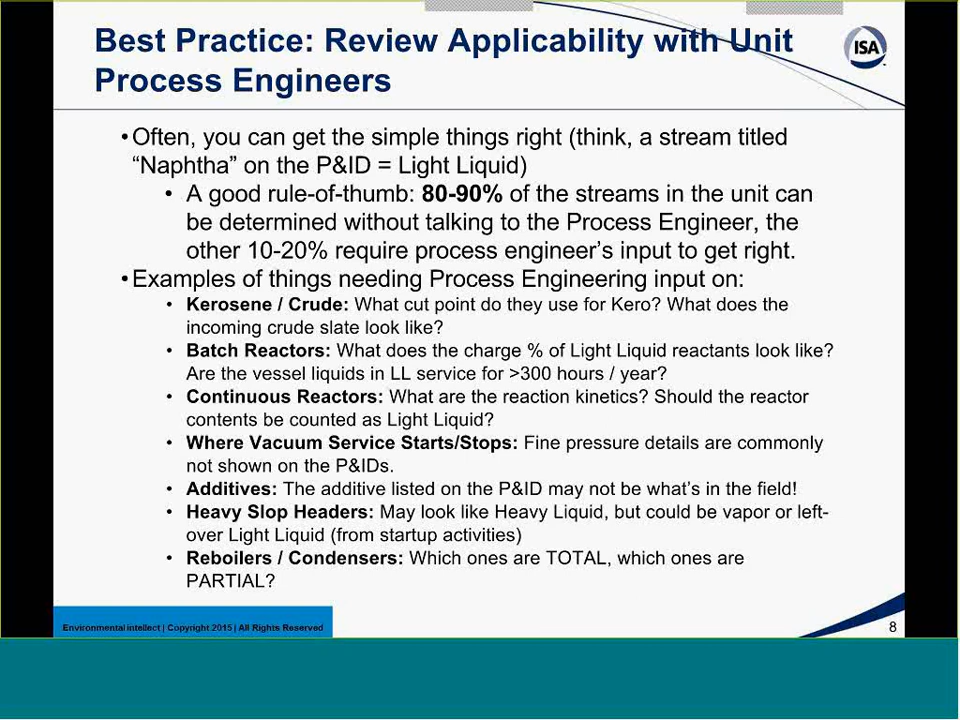 Best Practice: Review Applicability with Unit
Process Engineers
ISA
•Often, you can get the simple things right (think, a stream titled
“Naphtha” on the P&ID = Light Liquid)
• A good rule-of-thumb: 80-90% of the streams in the unit can
be determined without talking to the Process Engineer, the
other 10-20% require process engineer’s input to get right.
•Examples of things needing Process Engineering input on:
• Kerosene / Crude: What cut point do they use for Kero? What does the
incoming crude slate look like?
• Batch Reactors: What does the charge % of Light Liquid reactants look like?
Are the vessel liquids in LL service for >300 hours / year?
• Continuous Reactors: What are the reaction kinetics? Should the reactor
contents be counted as Light Liquid?
• Where Vacuum Service Starts/Stops: Fine pressure details are commonly
not shown on the P&IDs.
• Additives: The additive listed on the P&ID may not be what’s in the field!
• Heavy Slop Headers: May look like Heavy Liquid, but could be vapor or left-
over Light Liquid (from startup activities)
• Reboilers / Condensers: Which ones are TOTAL, which ones are
PARTIAL?
Environmental Intellect | Copyright 2015 | All Rights Reserved
8